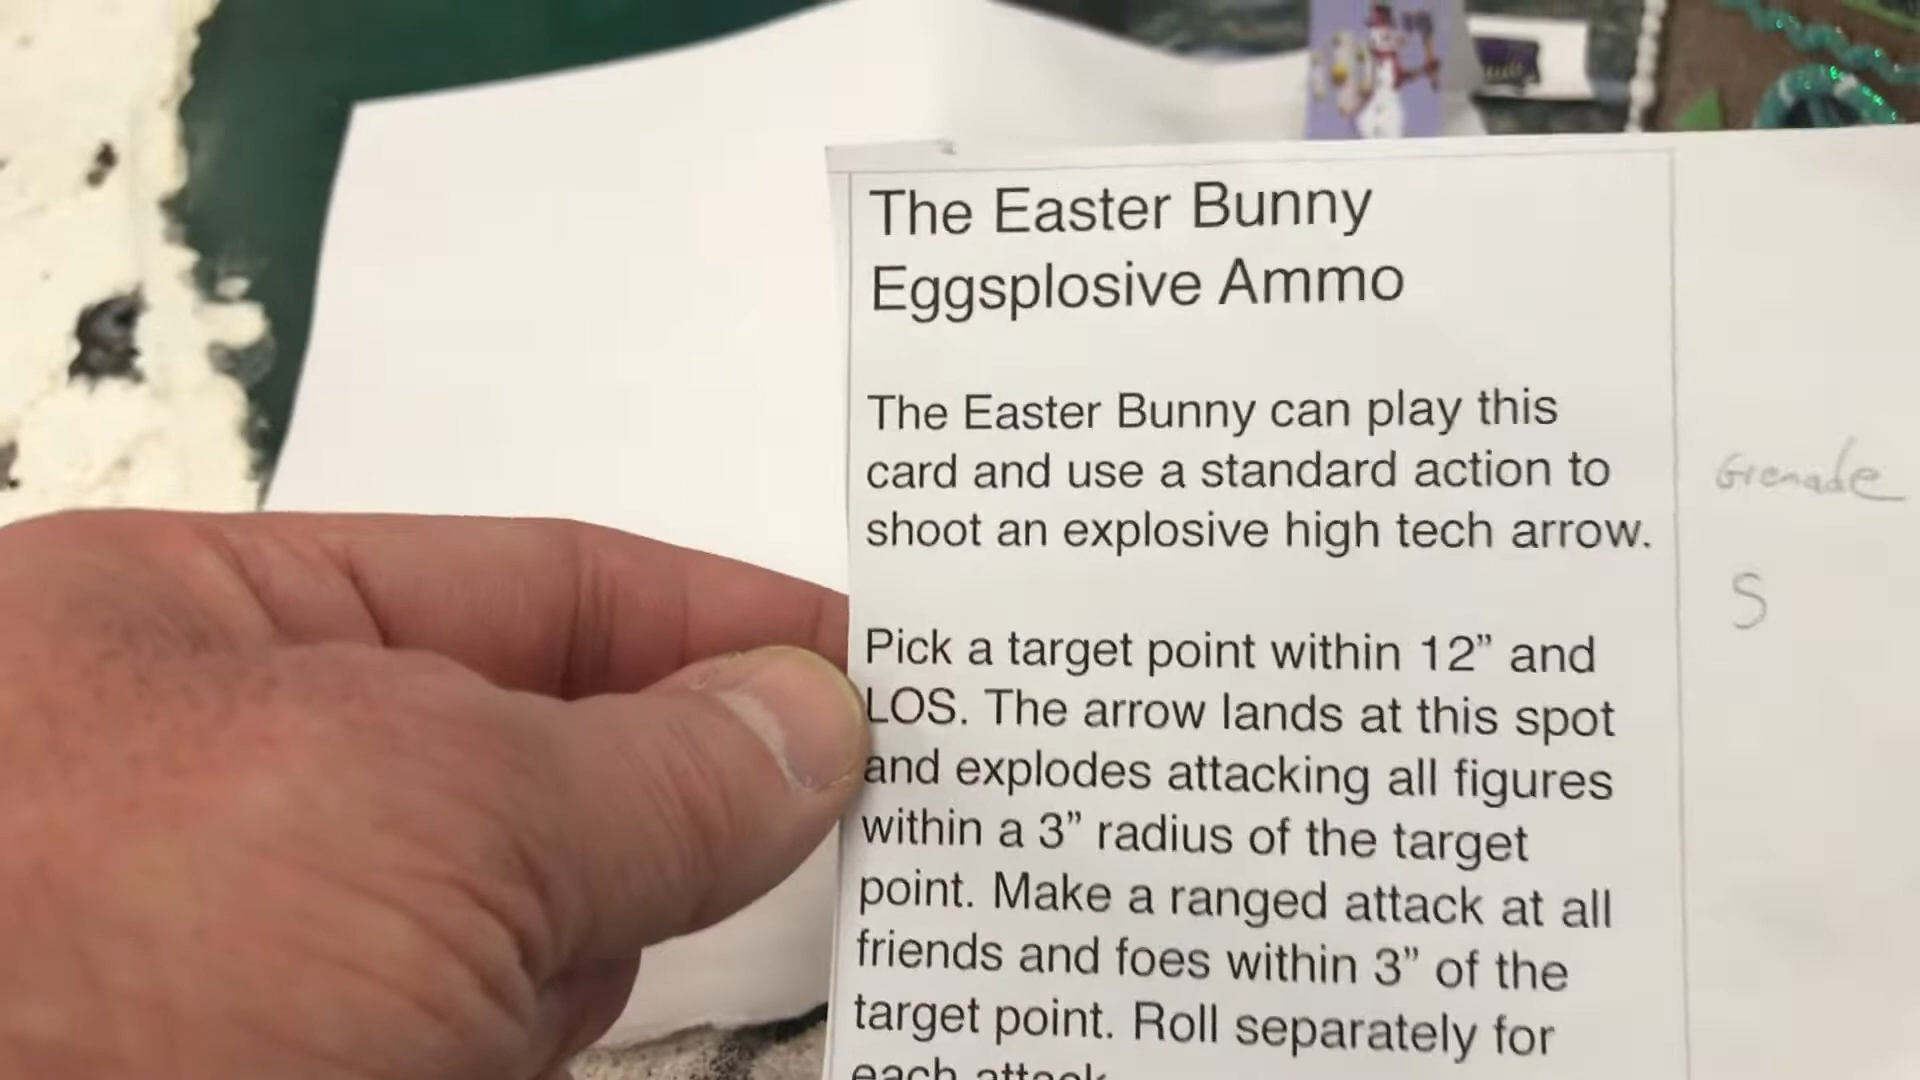 The Easter Bunny
Eggsplosive Ammo
The Easter Bunny can play this
card and use a standard action to
shoot an explosive high tech arrow.
Pick a target point within 12” and
LOS. The arrow lands at this spot
and explodes attacking all figures
within a 3” radius of the target
point. Make a ranged attack at all
friends and foes within 3” of the
target point. Roll separately for
each attack
Grenade
S